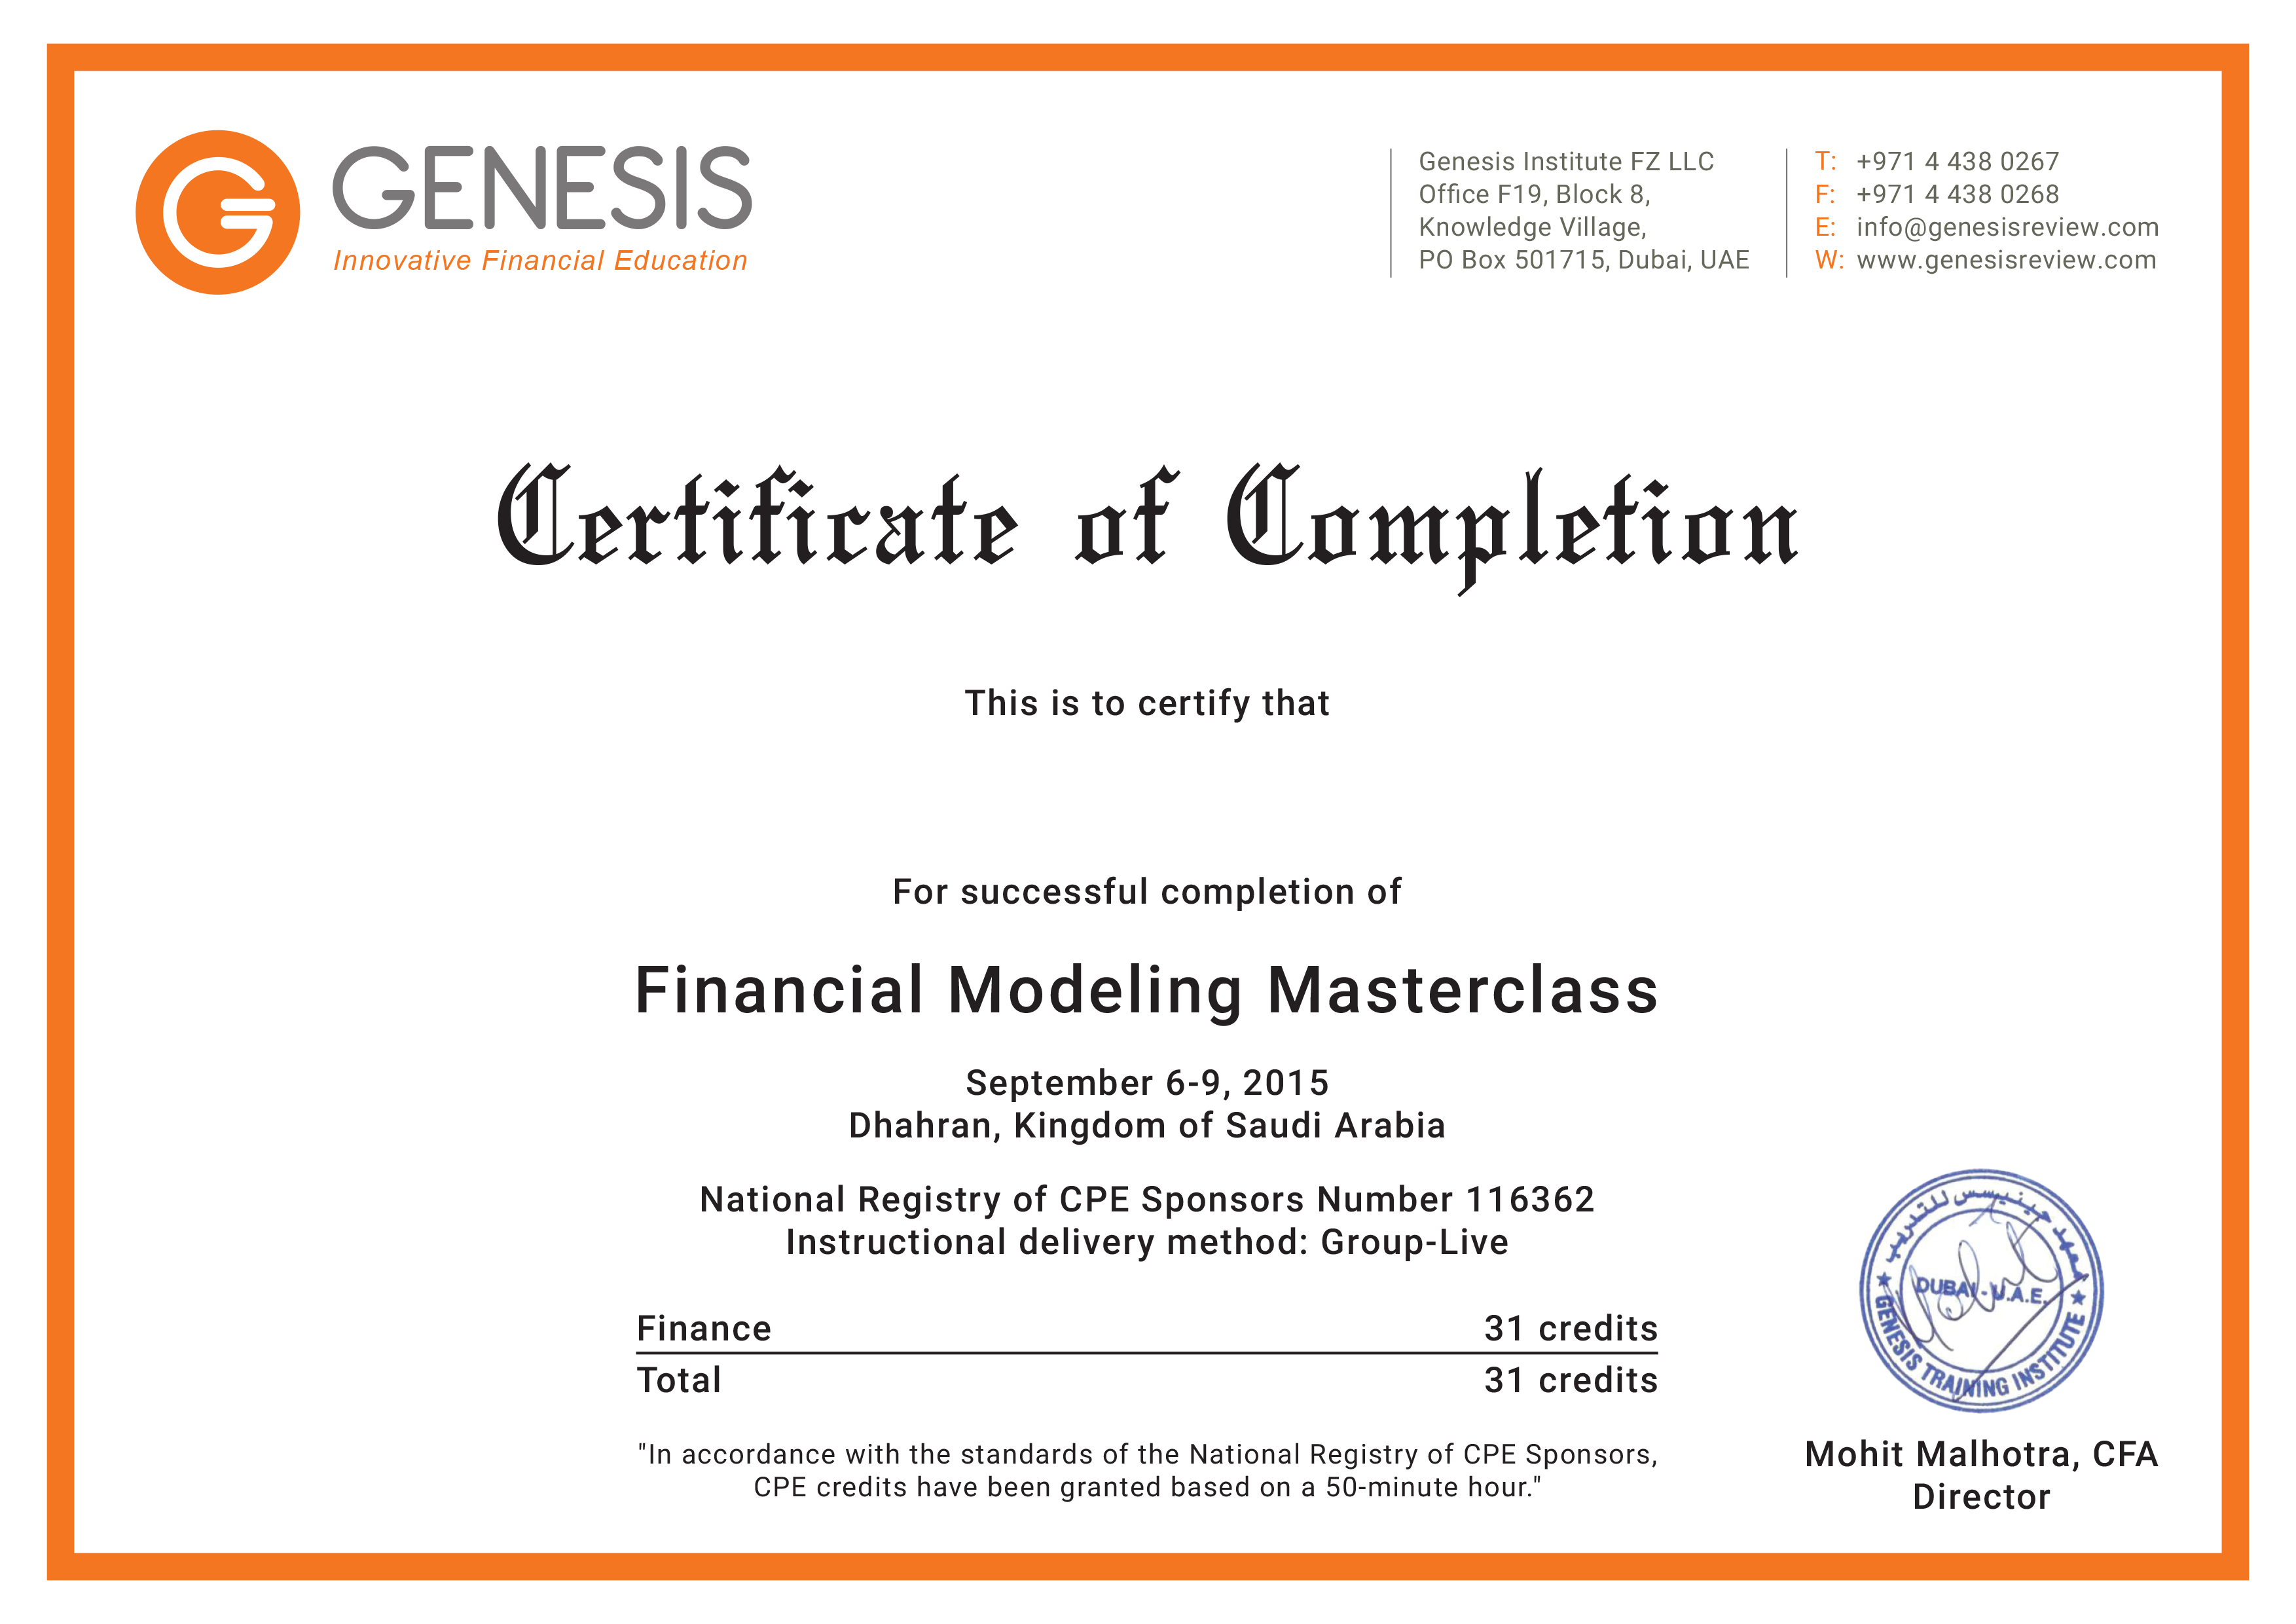 GENESIS
Innovative Financial Education
Genesis Institute FZ LLC
Office F19, Block 8,
Knowledge Village,
PO Box 501715, Dubai, UAE
T: +971 4 438 0267
F: +971 4 438 0268
E: info@genesisreview.com
W: www.genesisreview.com
Certificate of Completion
This is to certify that
For successful completion of
Financial Modeling Masterclass
September 6-9, 2015
Dhahran, Kingdom of Saudi Arabia
National Registry of CPE Sponsors Number 116362
Instructional delivery method: Group-Live
Finance 31 credits
Total 31 credits
"In accordance with the standards of the National Registry of CPE Sponsors,
CPE credits have been granted based on a 50-minute hour."
معهد جينيسس للتدريب
DUBAI - U.A.E.
GENESIS TRAINING INSTITUTE
Mohit Malhotra, CFA
Director